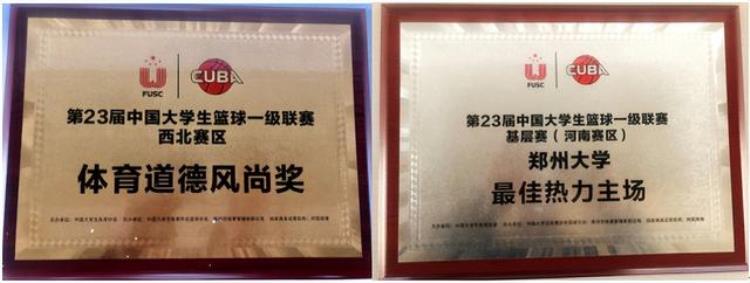 FUSC
CUBA
第23届中国大学生篮球一级联赛
西北赛区
体育道德风尚奖
FUSC
CUBA
第23届中国大学生篮球一级联赛
基层赛（河南赛区）
郑州大学
最佳热力主场